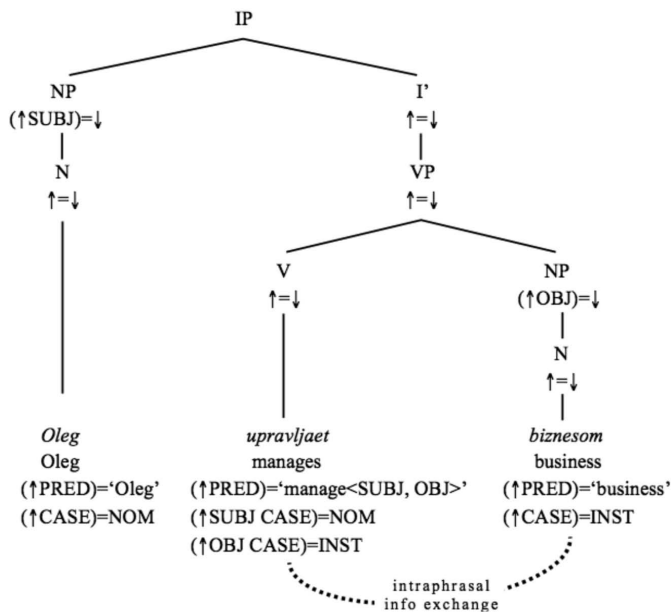 IP
NP I'
(↑SUBJ)=↓ ↑=↓
N VP
↑=↓ ↑=↓
V NP
↑=↓ (↑OBJ)=↓
N
↑=↓
Oleg upravljaet biznesom
Oleg manages business
(↑PRED)=‘Oleg’ (↑PRED)=‘manage<SUBJ, OBJ>’ (↑PRED)=‘business’
(↑CASE)=NOM (↑SUBJ CASE)=NOM (↑CASE)=INST
(↑OBJ CASE)=INST
intraphrasal
info exchange